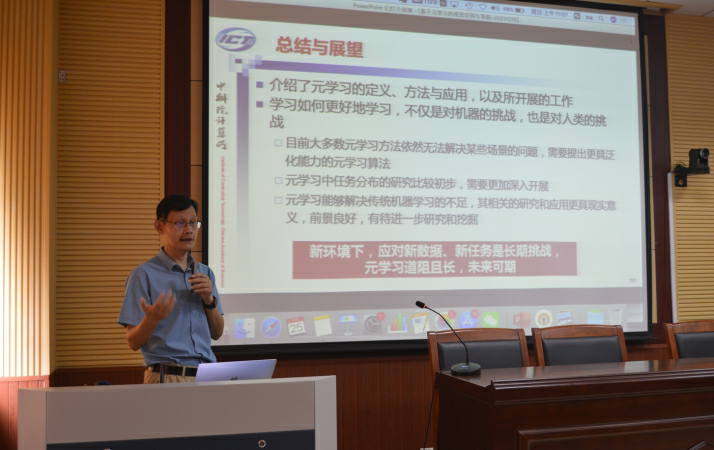 ICT
总结与展望
中科院计算所
介绍了元学习的定义、方法与应用，以及所开展的工作
学习如何更好地学习，不仅是对机器的挑战，也是对人类的挑
战
目前大多数元学习方法依然无法解决某些场景的问题，需要提出更具泛
化能力的元学习算法
元学习中任务分布的研究比较初步，需要更加深入开展
元学习能够解决传统机器学习的不足，其相关的研究和应用更具现实意
义，前景良好，有待进一步研究和挖掘
新环境下，应对新数据、新任务是长期挑战，
元学习道阻且长，未来可期
25